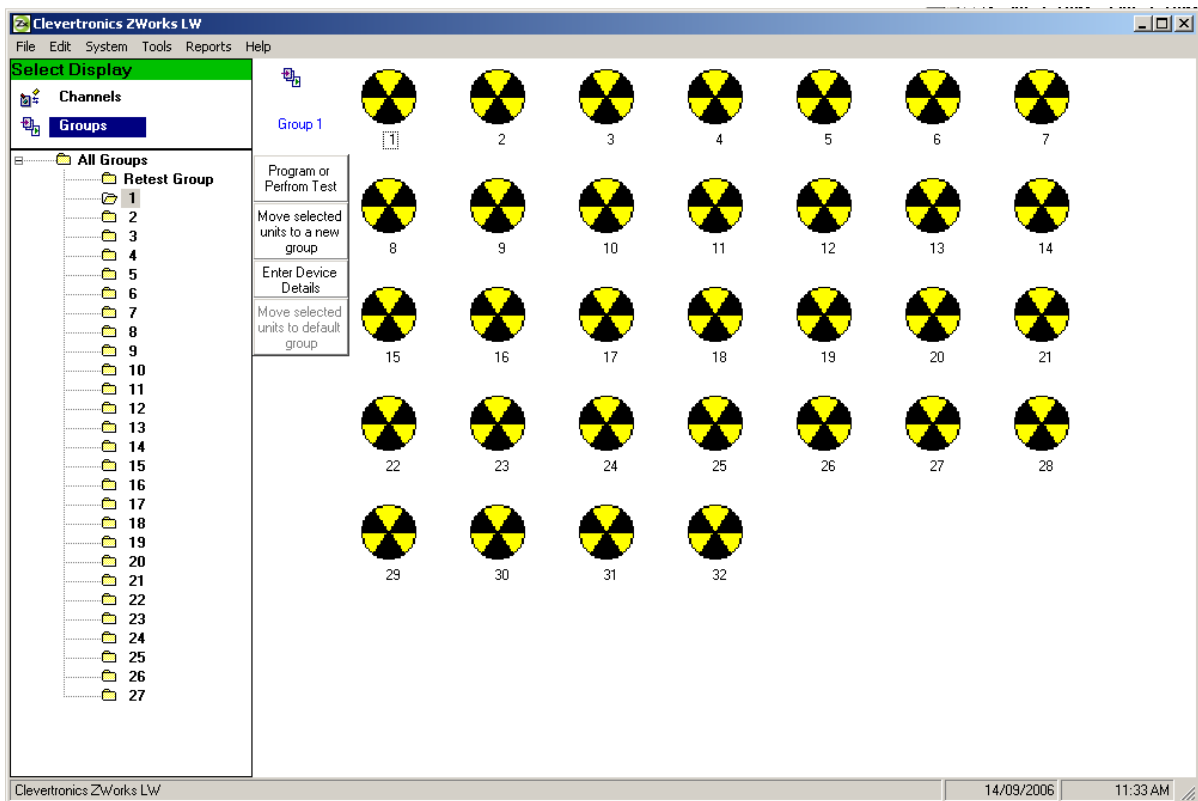 Clevertronics ZWorks LW
File Edit System Tools Reports Help
Select Display
Channels
Groups
All Groups
Retest Group
1
2
3
4
5
6
7
8
9
10
11
12
13
14
15
16
17
18
19
20
21
22
23
24
25
26
27
Group 1
Program or
Perfrom Test
Move selected
units to a new
group
Enter Device
Details
Move selected
units to default
group
1 2 3 4 5 6 7
8 9 10 11 12 13 14
15 16 17 18 19 20 21
22 23 24 25 26 27 28
29 30 31 32
Clevertronics ZWorks LW 14/09/2006 11:33 AM